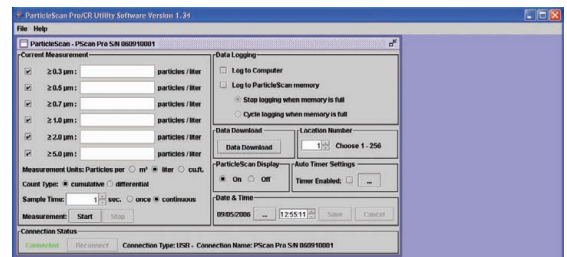 ParticleScan Pro/CR Utility Software Version 1.34
File Help
ParticleScan - PScan Pro S/N 060910001
Current Measurement
≥0.3 µm: particles / liter
≥0.5 µm: particles / liter
≥0.7 µm: particles / liter
≥1.0 µm: particles / liter
≥2.0 µm: particles / liter
≥5.0 µm: particles / liter
Measurement Units: Particles per m³ liter cu.ft.
Count Type: cumulative differential
Sample Time: 1 sec. once continuous
Measurement: Start Stop
Data Logging
Log to Computer
Log to ParticleScan memory
Stop logging when memory is full
Cycle logging when memory is full
Data Download
Data Download
Location Number
1 Choose 1 - 256
ParticleScan Display
On Off
Auto Timer Settings
Timer Enabled: ...
Date & Time
09/05/2006 ... 12:55:11 Save Cancel
Connection Status
Connected Reconnect Connection Type: USB - Connection Name: PScan Pro S/N 060910001